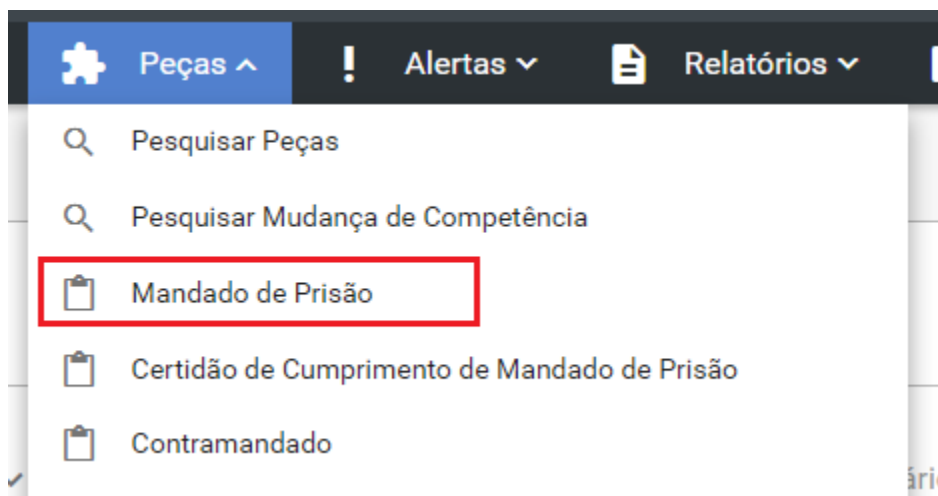 Peças Alertas Relatórios
Pesquisar Peças
Pesquisar Mudança de Competência
Mandado de Prisão
Certidão de Cumprimento de Mandado de Prisão
Contramandado